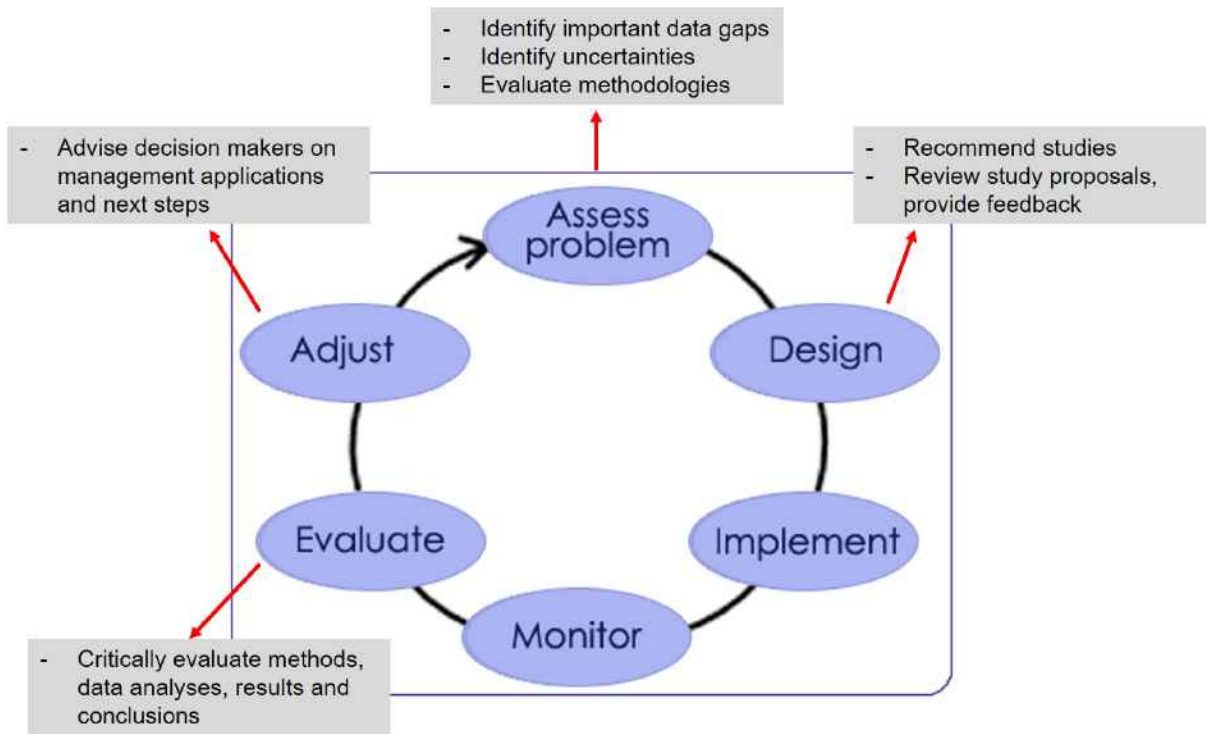 - Identify important data gaps
- Identify uncertainties
- Evaluate methodologies
- Advise decision makers on
management applications
and next steps
- Recommend studies
- Review study proposals,
provide feedback
Assess
problem
Adjust
Design
Evaluate
Implement
Monitor
- Critically evaluate methods,
data analyses, results and
conclusions